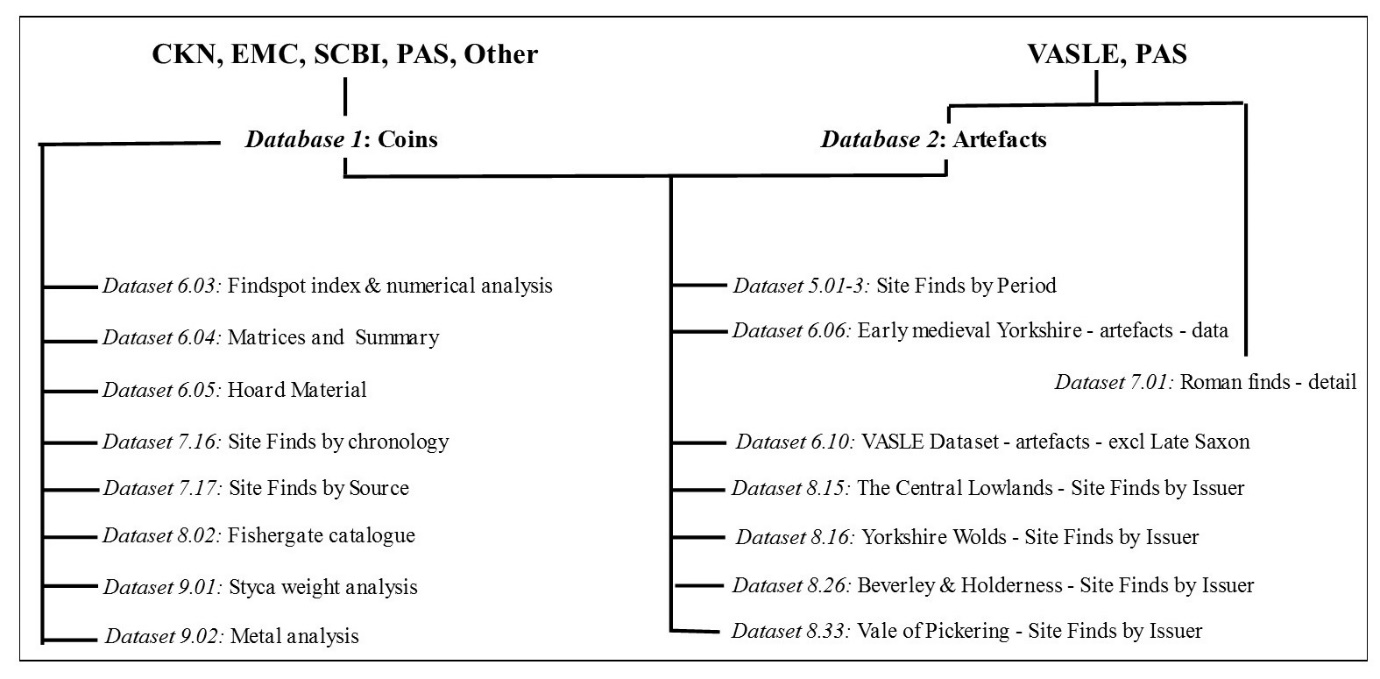 CKN, EMC, SCBI, PAS, Other
VASLE, PAS
Database 1: Coins
Database 2: Artefacts
Dataset 6.03: Findspot index & numerical analysis
Dataset 6.04: Matrices and Summary
Dataset 6.05: Hoard Material
Dataset 7.16: Site Finds by chronology
Dataset 7.17: Site Finds by Source
Dataset 8.02: Fishergate catalogue
Dataset 9.01: Styca weight analysis
Dataset 9.02: Metal analysis
Dataset 5.01-3: Site Finds by Period
Dataset 6.06: Early medieval Yorkshire - artefacts - data
Dataset 7.01: Roman finds - detail
Dataset 6.10: VASLE Dataset - artefacts - excl Late Saxon
Dataset 8.15: The Central Lowlands - Site Finds by Issuer
Dataset 8.16: Yorkshire Wolds - Site Finds by Issuer
Dataset 8.26: Beverley & Holderness - Site Finds by Issuer
Dataset 8.33: Vale of Pickering - Site Finds by Issuer